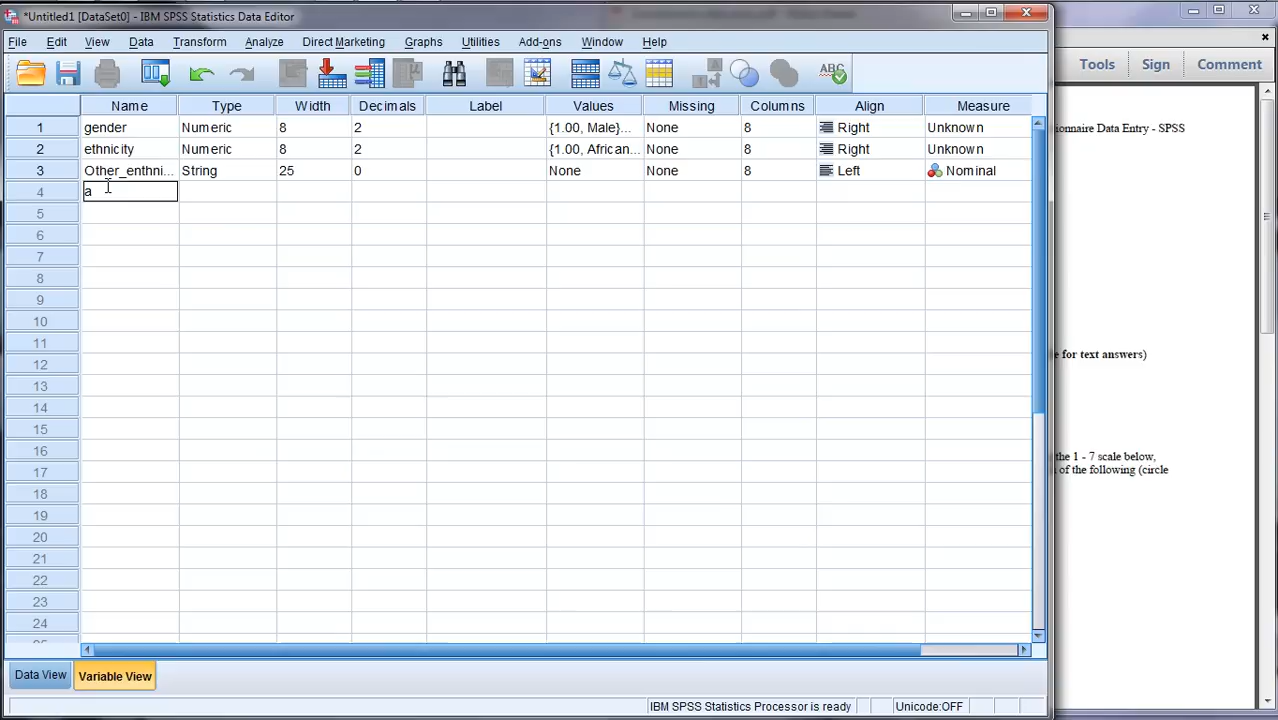 *Untitled1 [DataSet0] - IBM SPSS Statistics Data Editor
File Edit View Data Transform Analyze Direct Marketing Graphs Utilities Add-ons Window Help
Tools Sign Comment
ABC
Name Type Width Decimals Label Values Missing Columns Align Measure
1 gender Numeric 8 2 {1.00, Male}... None 8 Right Unknown
2 ethnicity Numeric 8 2 {1.00, African... None 8 Right Unknown
3 Other_enthni... String 25 0 None None 8 Left Nominal
4 a
5
6
7
8
9
10
11
12
13
14
15
16
17
18
19
20
21
22
23
24
25
onnaire Data Entry - SPSS
e for text answers)
the 1 - 7 scale below,
n of the following (circle
Data View Variable View
IBM SPSS Statistics Processor is ready Unicode:OFF